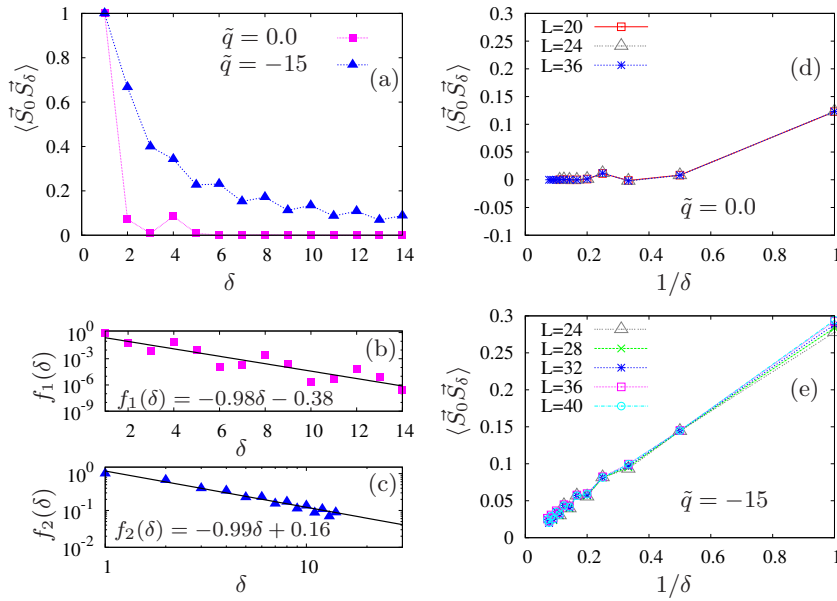 ⟨S⃗₀S⃗δ⟩
1
0.8
0.6
0.4
0.2
0
0 2 4 6 8 10 12 14
δ
q̃ = 0.0
q̃ = −15
(a)
f₁(δ)
10⁰
10⁻³
10⁻⁶
10⁻⁹
(b)
f₁(δ) = −0.98δ − 0.38
2 4 6 8 10 12 14
δ
f₂(δ)
10⁰
10⁻¹
10⁻²
(c)
f₂(δ) = −0.99δ + 0.16
1 10
δ
⟨S⃗₀S⃗δ⟩
0.3
0.25
0.2
0.15
0.1
0.05
0
-0.05
-0.1
L=20
L=24
L=36
(d)
q̃ = 0.0
0 0.2 0.4 0.6 0.8 1
1/δ
⟨S⃗₀S⃗δ⟩
0.3
0.25
0.2
0.15
0.1
0.05
0
L=24
L=28
L=32
L=36
L=40
(e)
q̃ = −15
0 0.2 0.4 0.6 0.8 1
1/δ